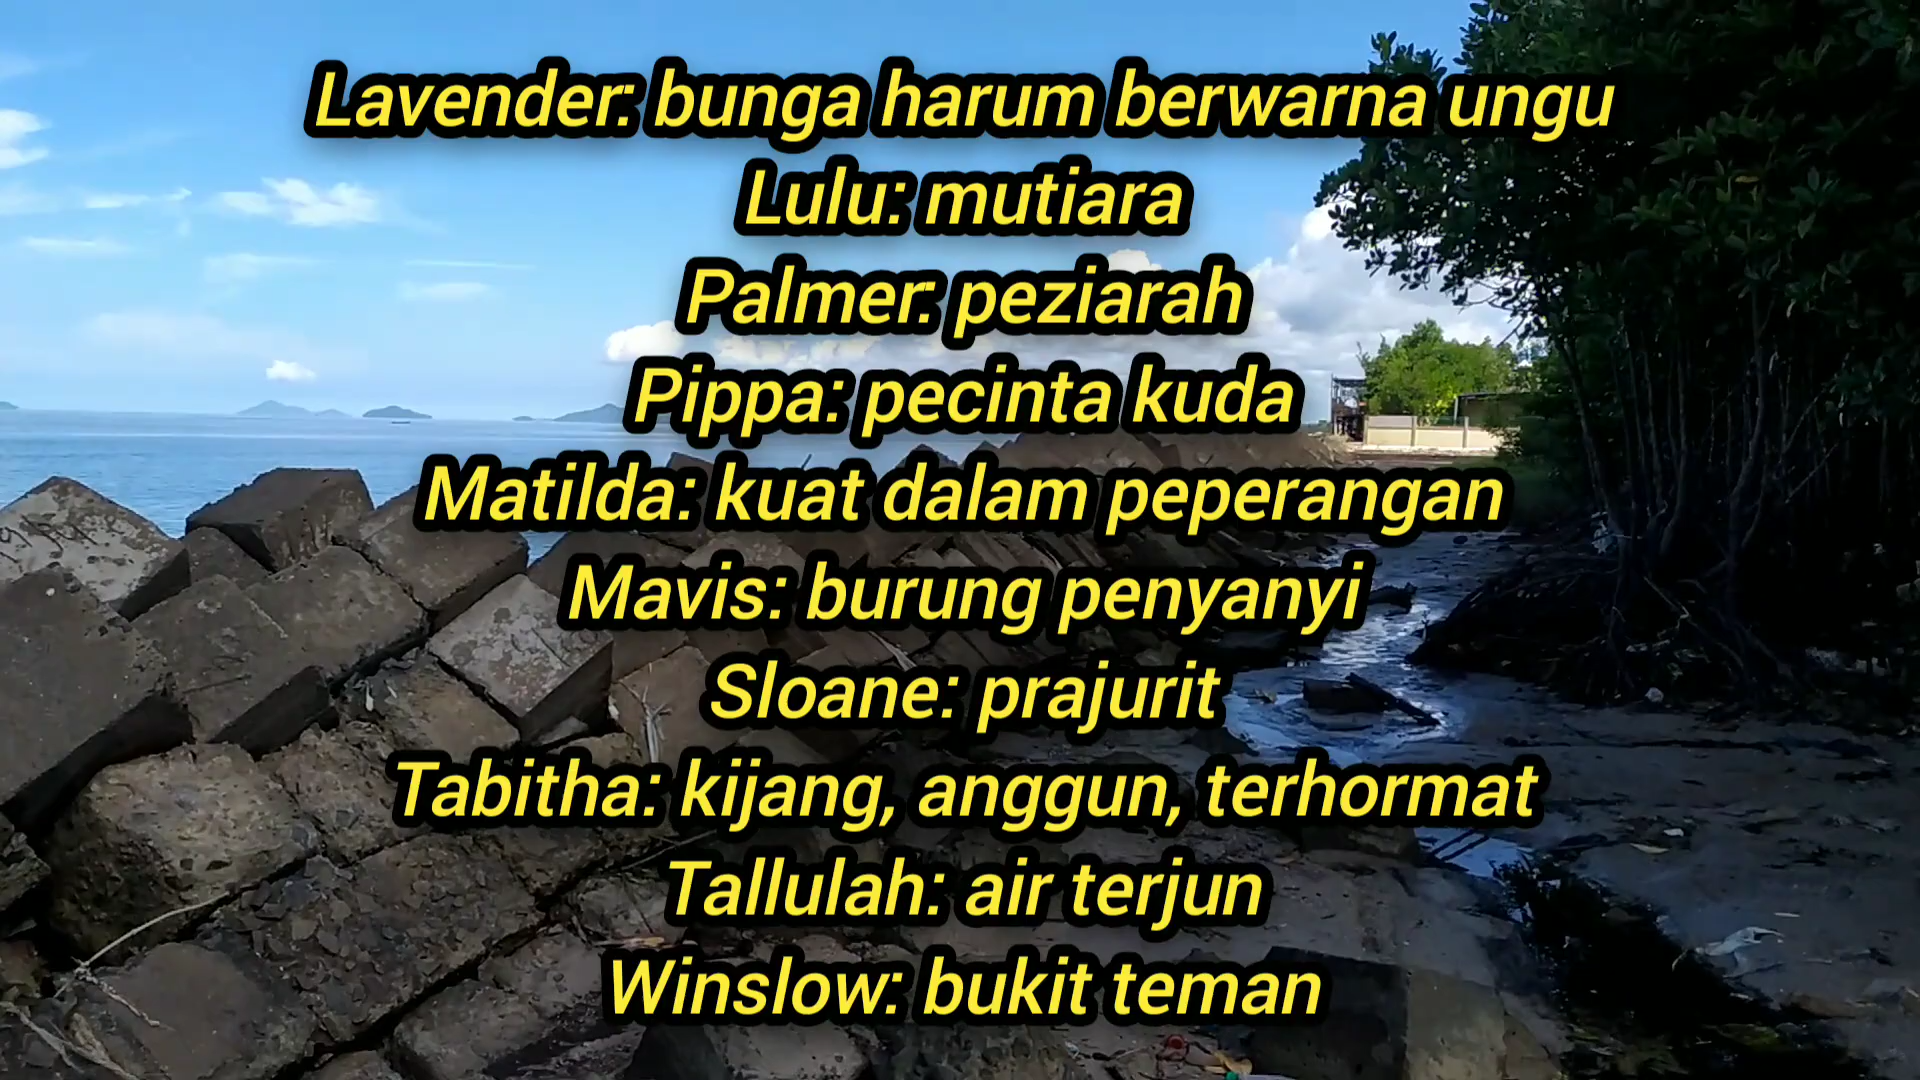 Lavender: bunga harum berwarna ungu
Lulu: mutiara
Palmer: peziarah
Pippa: pecinta kuda
Matilda: kuat dalam peperangan
Mavis: burung penyanyi
Sloane: prajurit
Tabitha: kijang, anggun, terhormat
Tallulah: air terjun
Winslow: bukit teman